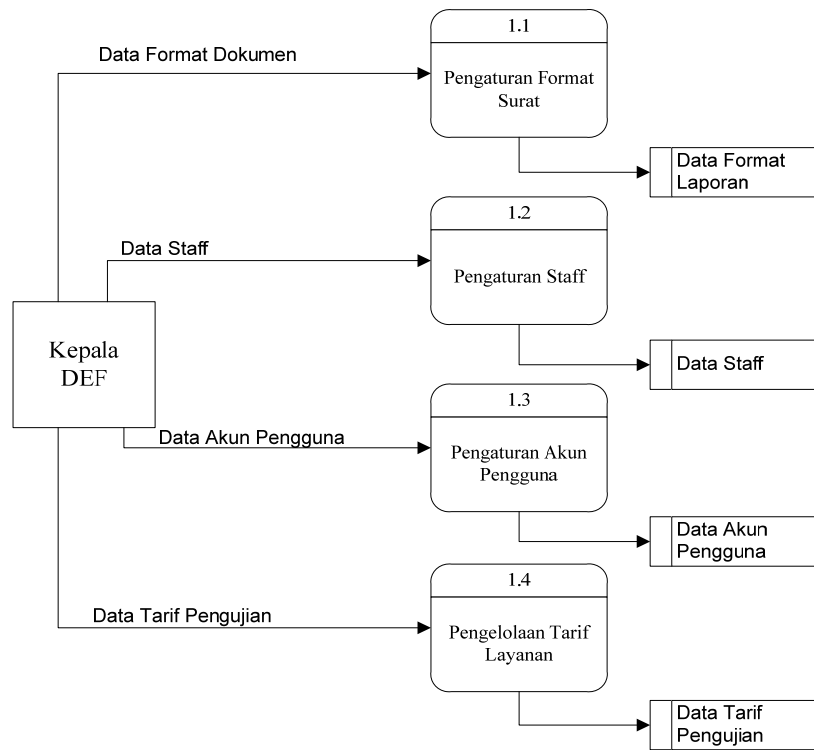 1.1
Data Format Dokumen
Pengaturan Format
Surat
Data Format
Laporan
1.2
Data Staff
Pengaturan Staff
Kepala
DEF
Data Staff
1.3
Data Akun Pengguna
Pengaturan Akun
Pengguna
Data Akun
Pengguna
1.4
Data Tarif Pengujian
Pengelolaan Tarif
Layanan
Data Tarif
Pengujian